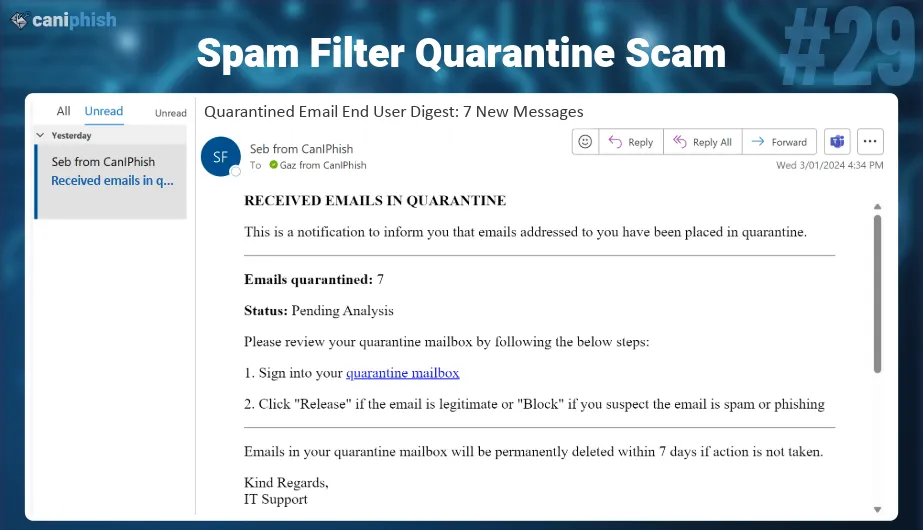 caniphish
#29
Spam Filter Quarantine Scam
All Unread Unread
Yesterday
Seb from CanIPhish
Received emails in q...
Quarantined Email End User Digest: 7 New Messages
SF
Seb from CanIPhish
To Gaz from CanIPhish
Reply Reply All Forward
Wed 3/01/2024 4:34 PM
RECEIVED EMAILS IN QUARANTINE
This is a notification to inform you that emails addressed to you have been placed in quarantine.
Emails quarantined: 7
Status: Pending Analysis
Please review your quarantine mailbox by following the below steps:
1. Sign into your quarantine mailbox
2. Click "Release" if the email is legitimate or "Block" if you suspect the email is spam or phishing
Emails in your quarantine mailbox will be permanently deleted within 7 days if action is not taken.
Kind Regards,
IT Support